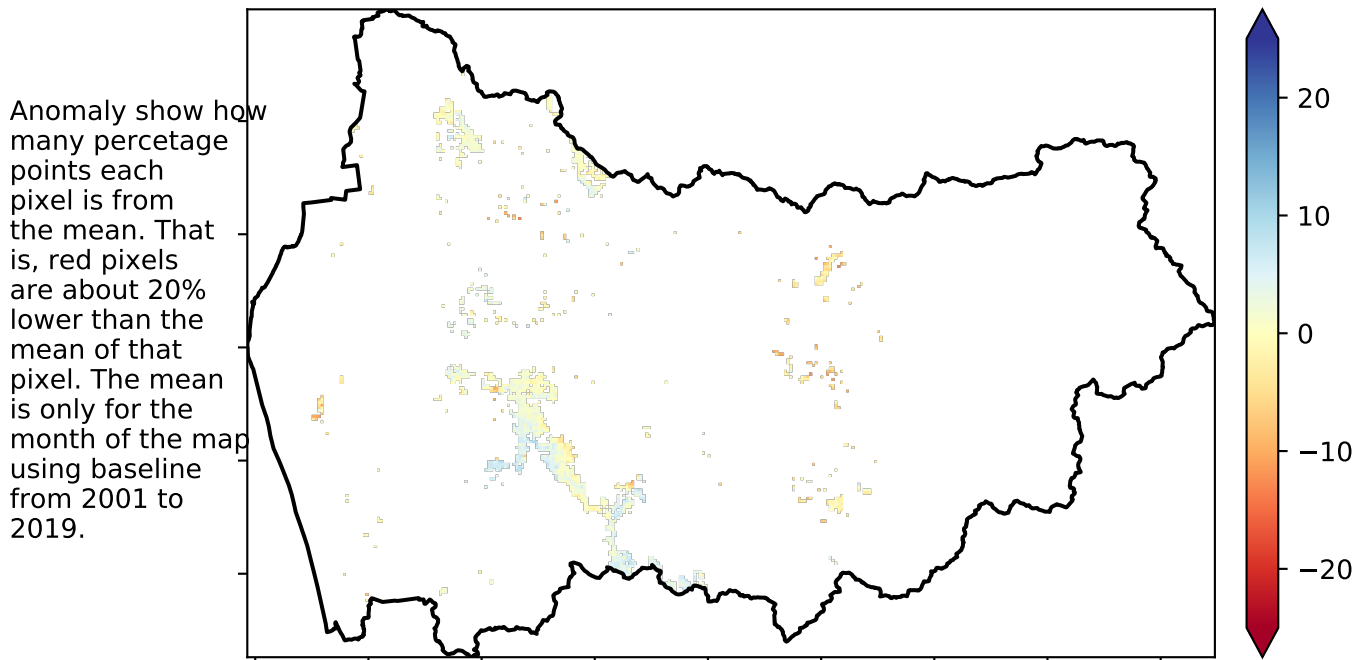 Anomaly show how
many percetage
points each
pixel is from
the mean. That
is, red pixels
are about 20%
lower than the
mean of that
pixel. The mean
is only for the
month of the map
using baseline
from 2001 to
2019.
20
10
0
−10
−20